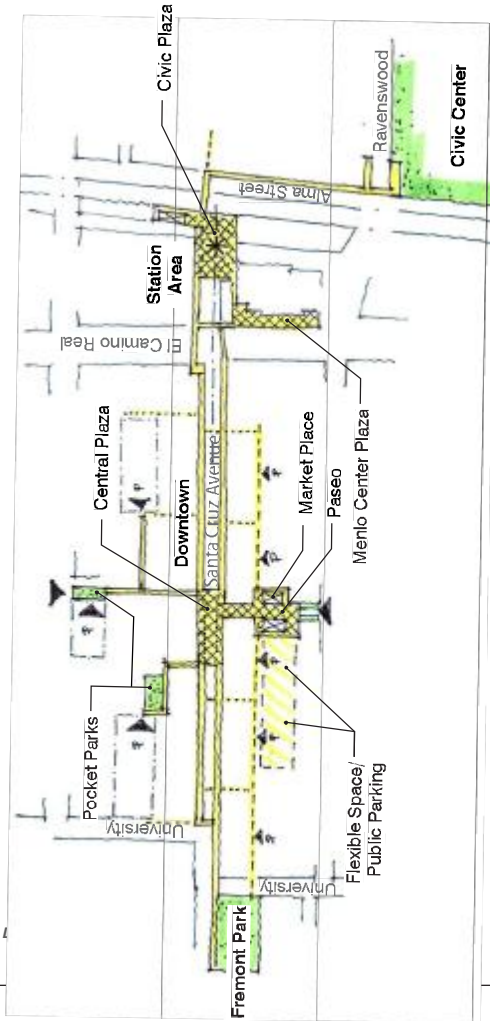 Civic Plaza
Ravenswood
Civic Center
Alma Street
Station
Area
El Camino Real
Central Plaza
Downtown
Santa Cruz Avenue
Market Place
Paseo
Menlo Center Plaza
Pocket Parks
University
Flexible Space/
Public Parking
University
Fremont Park
P
P
P
P
P
P
P
P
P